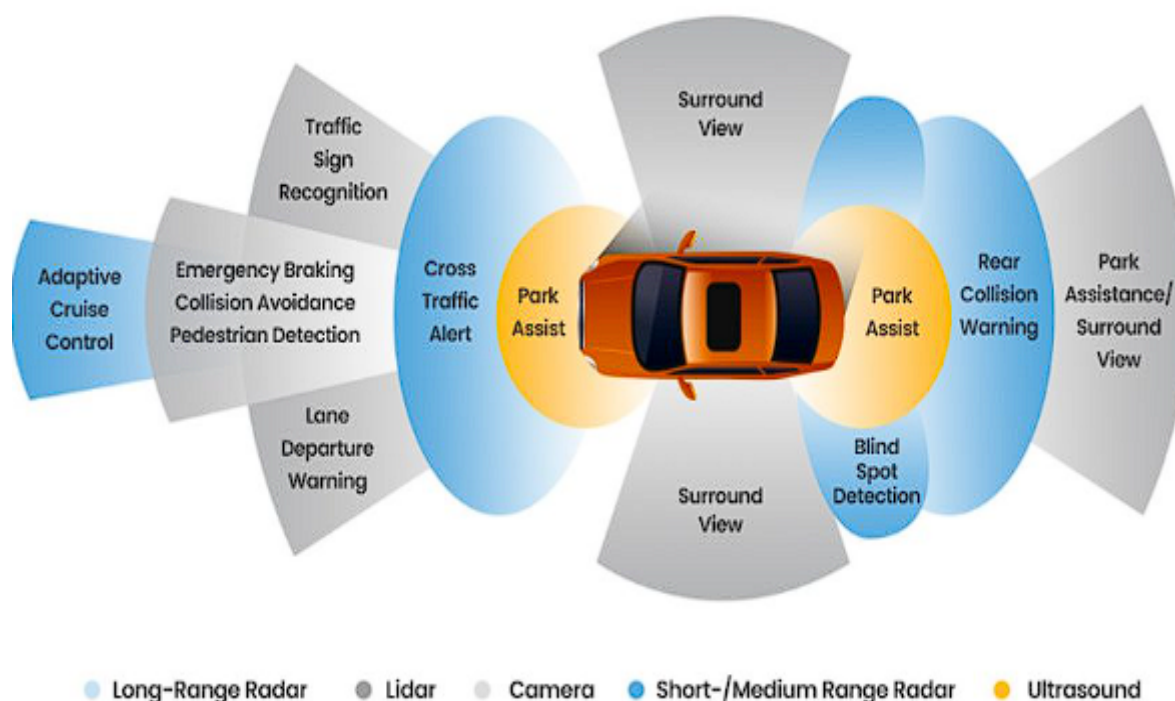 Surround
View
Traffic
Sign
Recognition
Adaptive
Cruise
Control
Emergency Braking
Collision Avoidance
Pedestrian Detection
Cross
Traffic
Alert
Park
Assist
Park
Assist
Rear
Collision
Warning
Park
Assistance/
Surround
View
Lane
Departure
Warning
Surround
View
Blind
Spot
Detection
Long-Range Radar
Lidar
Camera
Short-/Medium Range Radar
Ultrasound